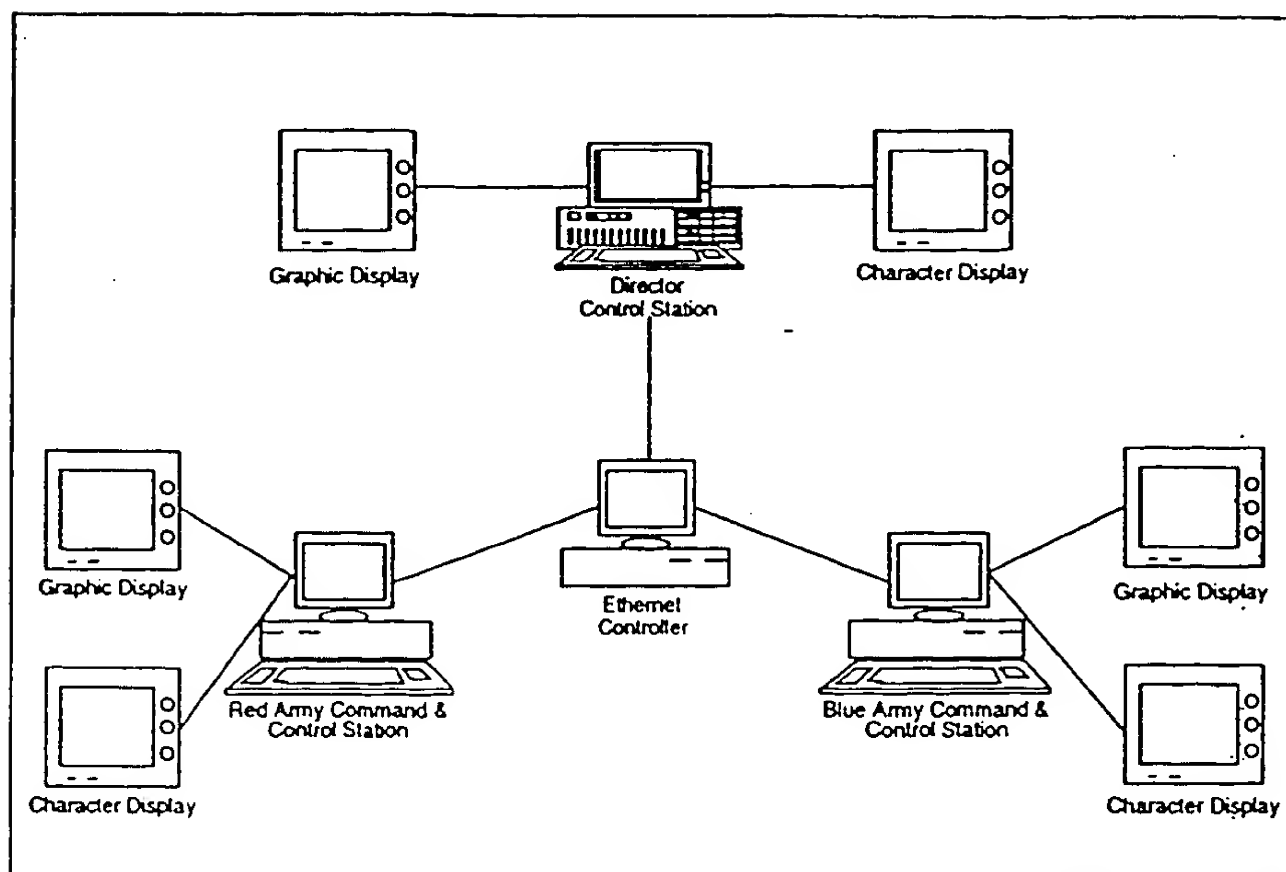 Graphic Display
Director
Control Station
Character Display
Graphic Display
Ethernet
Controller
Graphic Display
Red Army Command &
Control Station
Blue Army Command &
Control Station
Character Display
Character Display